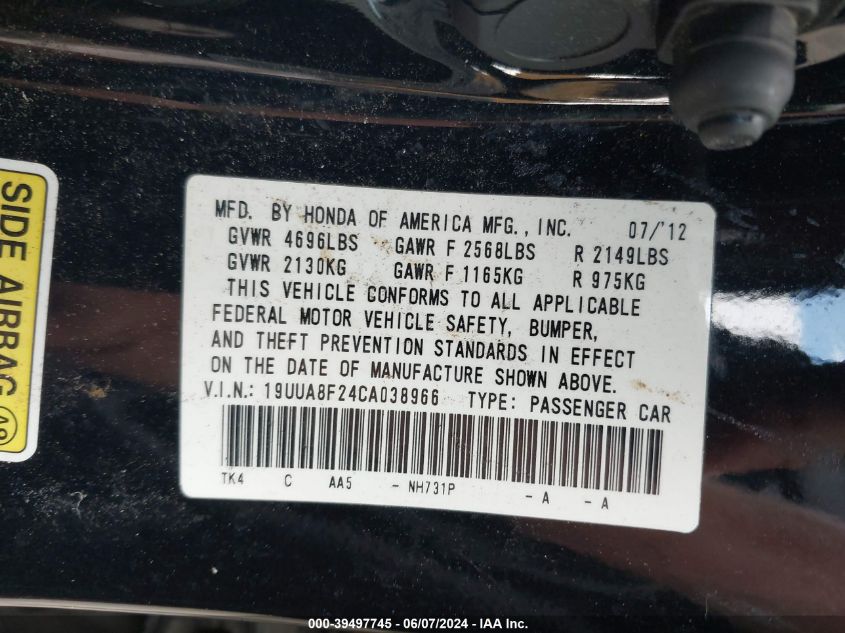 SIDE AIRBAG
MFD. BY HONDA OF AMERICA MFG., INC. 07/'12
GVWR 4696LBS GAWR F 2568LBS R 2149LBS
GVWR 2130KG GAWR F 1165KG R 975KG
THIS VEHICLE CONFORMS TO ALL APPLICABLE
FEDERAL MOTOR VEHICLE SAFETY, BUMPER,
AND THEFT PREVENTION STANDARDS IN EFFECT
ON THE DATE OF MANUFACTURE SHOWN ABOVE.
V.I.N.: 19UUA8F24CA038966 TYPE: PASSENGER CAR
TK4 C AA5 - NH731P - A - A
000-39497745 - 06/07/2024 - IAA Inc.